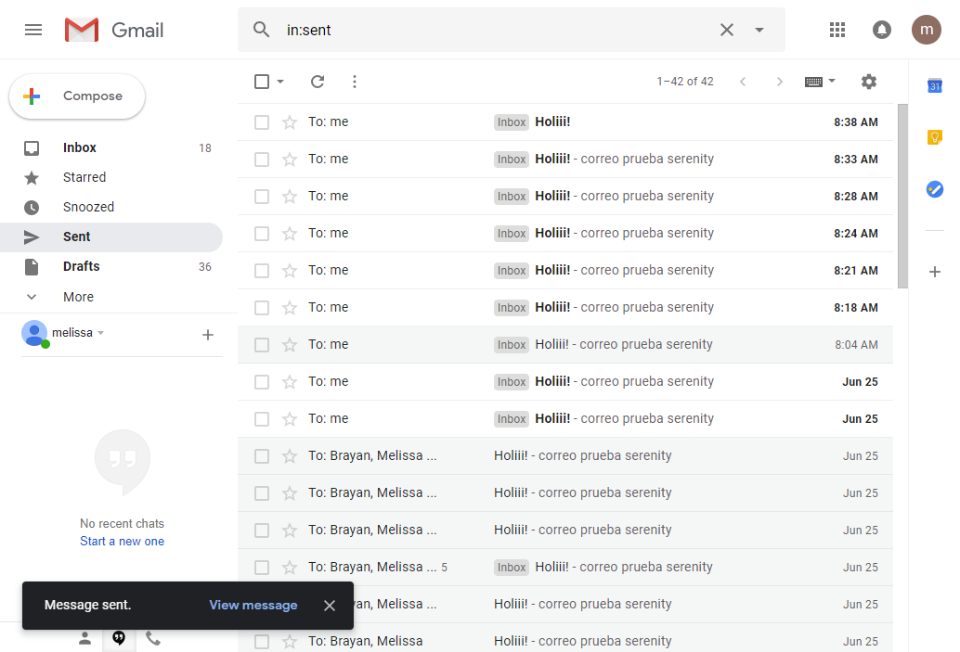 Gmail
in:sent
m
Compose
1–42 of 42
31
Inbox 18
Starred
Snoozed
Sent
Drafts 36
More
melissa
No recent chats
Start a new one
To: me Inbox Holiii! 8:38 AM
To: me Inbox Holiii! - correo prueba serenity 8:33 AM
To: me Inbox Holiii! - correo prueba serenity 8:28 AM
To: me Inbox Holiii! - correo prueba serenity 8:24 AM
To: me Inbox Holiii! - correo prueba serenity 8:21 AM
To: me Inbox Holiii! - correo prueba serenity 8:18 AM
To: me Inbox Holiii! - correo prueba serenity 8:04 AM
To: me Inbox Holiii! - correo prueba serenity Jun 25
To: me Inbox Holiii! - correo prueba serenity Jun 25
To: Brayan, Melissa ... Holiii! - correo prueba serenity Jun 25
To: Brayan, Melissa ... Holiii! - correo prueba serenity Jun 25
To: Brayan, Melissa ... Holiii! - correo prueba serenity Jun 25
To: Brayan, Melissa ... 5 Inbox Holiii! - correo prueba serenity Jun 25
yan, Melissa ... Holiii! - correo prueba serenity Jun 25
To: Brayan, Melissa Holiii! - correo prueba serenity Jun 25
Message sent. View message